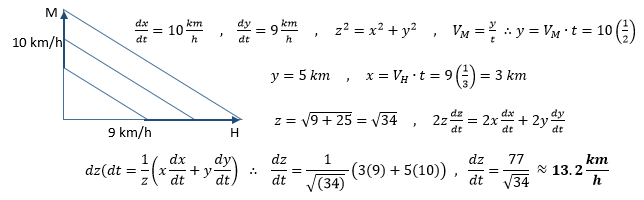 M
dx/dt = 10 km/h , dy/dt = 9 km/h , z² = x² + y² , V_M = y/t ∴ y = V_M · t = 10(1/2)
10 km/h
y = 5 km , x = V_H · t = 9(1/3) = 3 km
z = √(9 + 25) = √34 , 2z dz/dt = 2x dx/dt + 2y dy/dt
9 km/h H
dz(dt = 1/z (x dx/dt + y dy/dt) ∴ dz/dt = 1/√(34) (3(9) + 5(10)) , dz/dt = 77/√34 ≈ 13.2 km/h